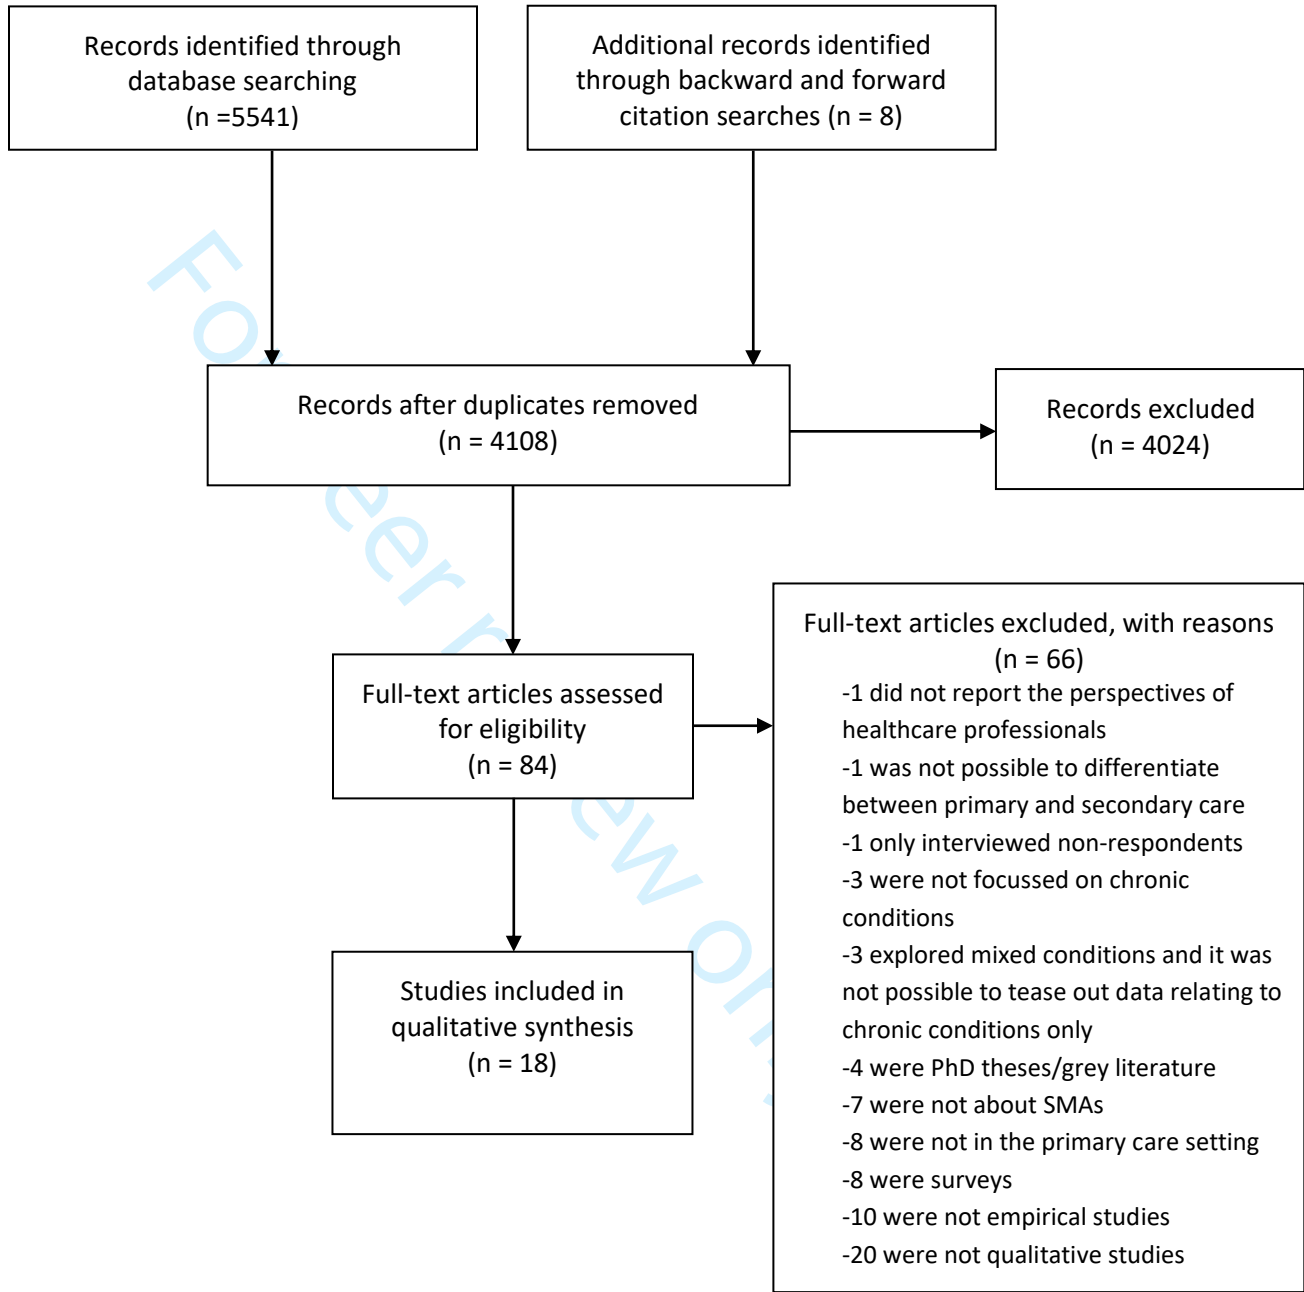 Records identified through
database searching
(n =5541)
Additional records identified
through backward and forward
citation searches (n = 8)
Records after duplicates removed
(n = 4108)
Records excluded
(n = 4024)
Full-text articles assessed
for eligibility
(n = 84)
Full-text articles excluded, with reasons
(n = 66)
-1 did not report the perspectives of
healthcare professionals
-1 was not possible to differentiate
between primary and secondary care
-1 only interviewed non-respondents
-3 were not focussed on chronic
conditions
-3 explored mixed conditions and it was
not possible to tease out data relating to
chronic conditions only
-4 were PhD theses/grey literature
-7 were not about SMAs
-8 were not in the primary care setting
-8 were surveys
-10 were not empirical studies
-20 were not qualitative studies
Studies included in
qualitative synthesis
(n = 18)